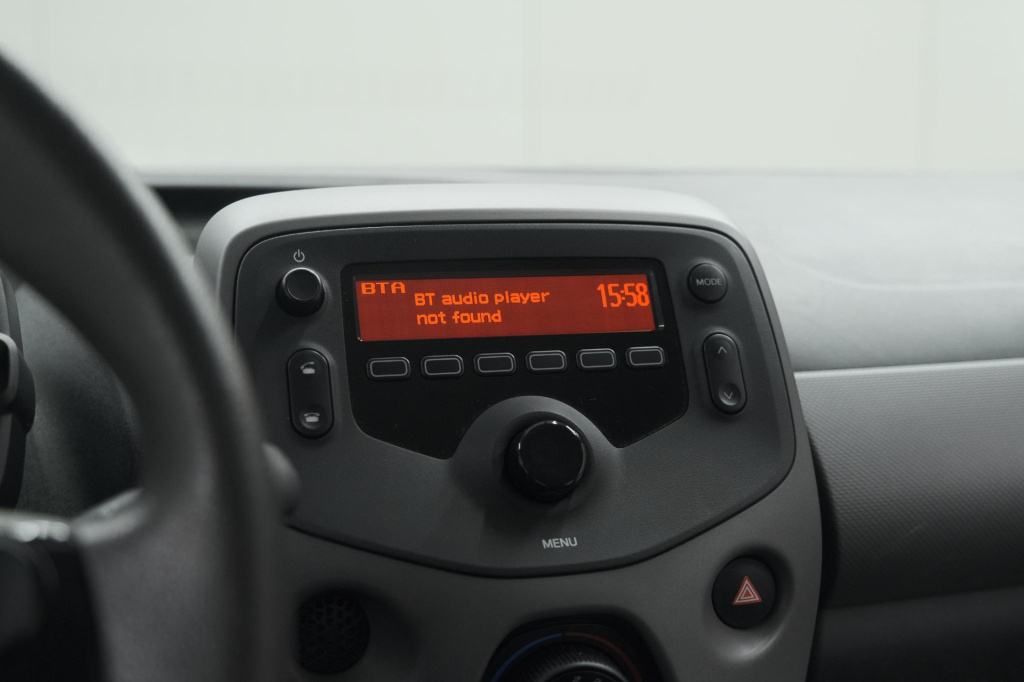 BTA
BT audio player
not found
15:58
MODE
MENU